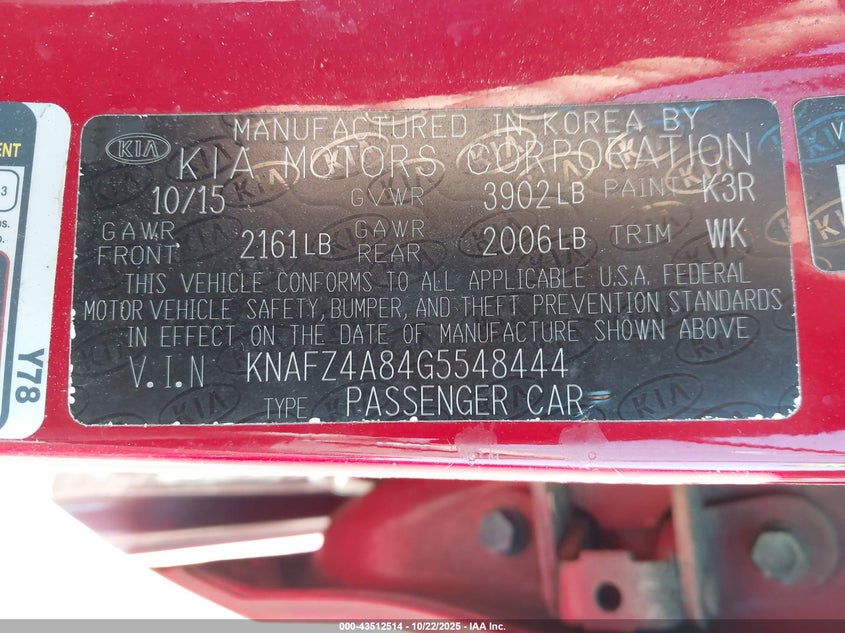 MANUFACTURED IN KOREA BY
KIA KIA MOTORS CORPORATION
10/15 GVWR 3902LB PAINT K3R
GAWR FRONT 2161LB GAWR REAR 2006LB TRIM WK
THIS VEHICLE CONFORMS TO ALL APPLICABLE U.S.A. FEDERAL
MOTOR VEHICLE SAFETY, BUMPER, AND THEFT PREVENTION STANDARDS
IN EFFECT, ON THE DATE OF MANUFACTURE SHOWN ABOVE
V.I.N KNAFZ4A84G5548444
TYPE PASSENGER CAR
ENT
3
Y78
V
000-43512514 - 10/22/2025 - IAA Inc.